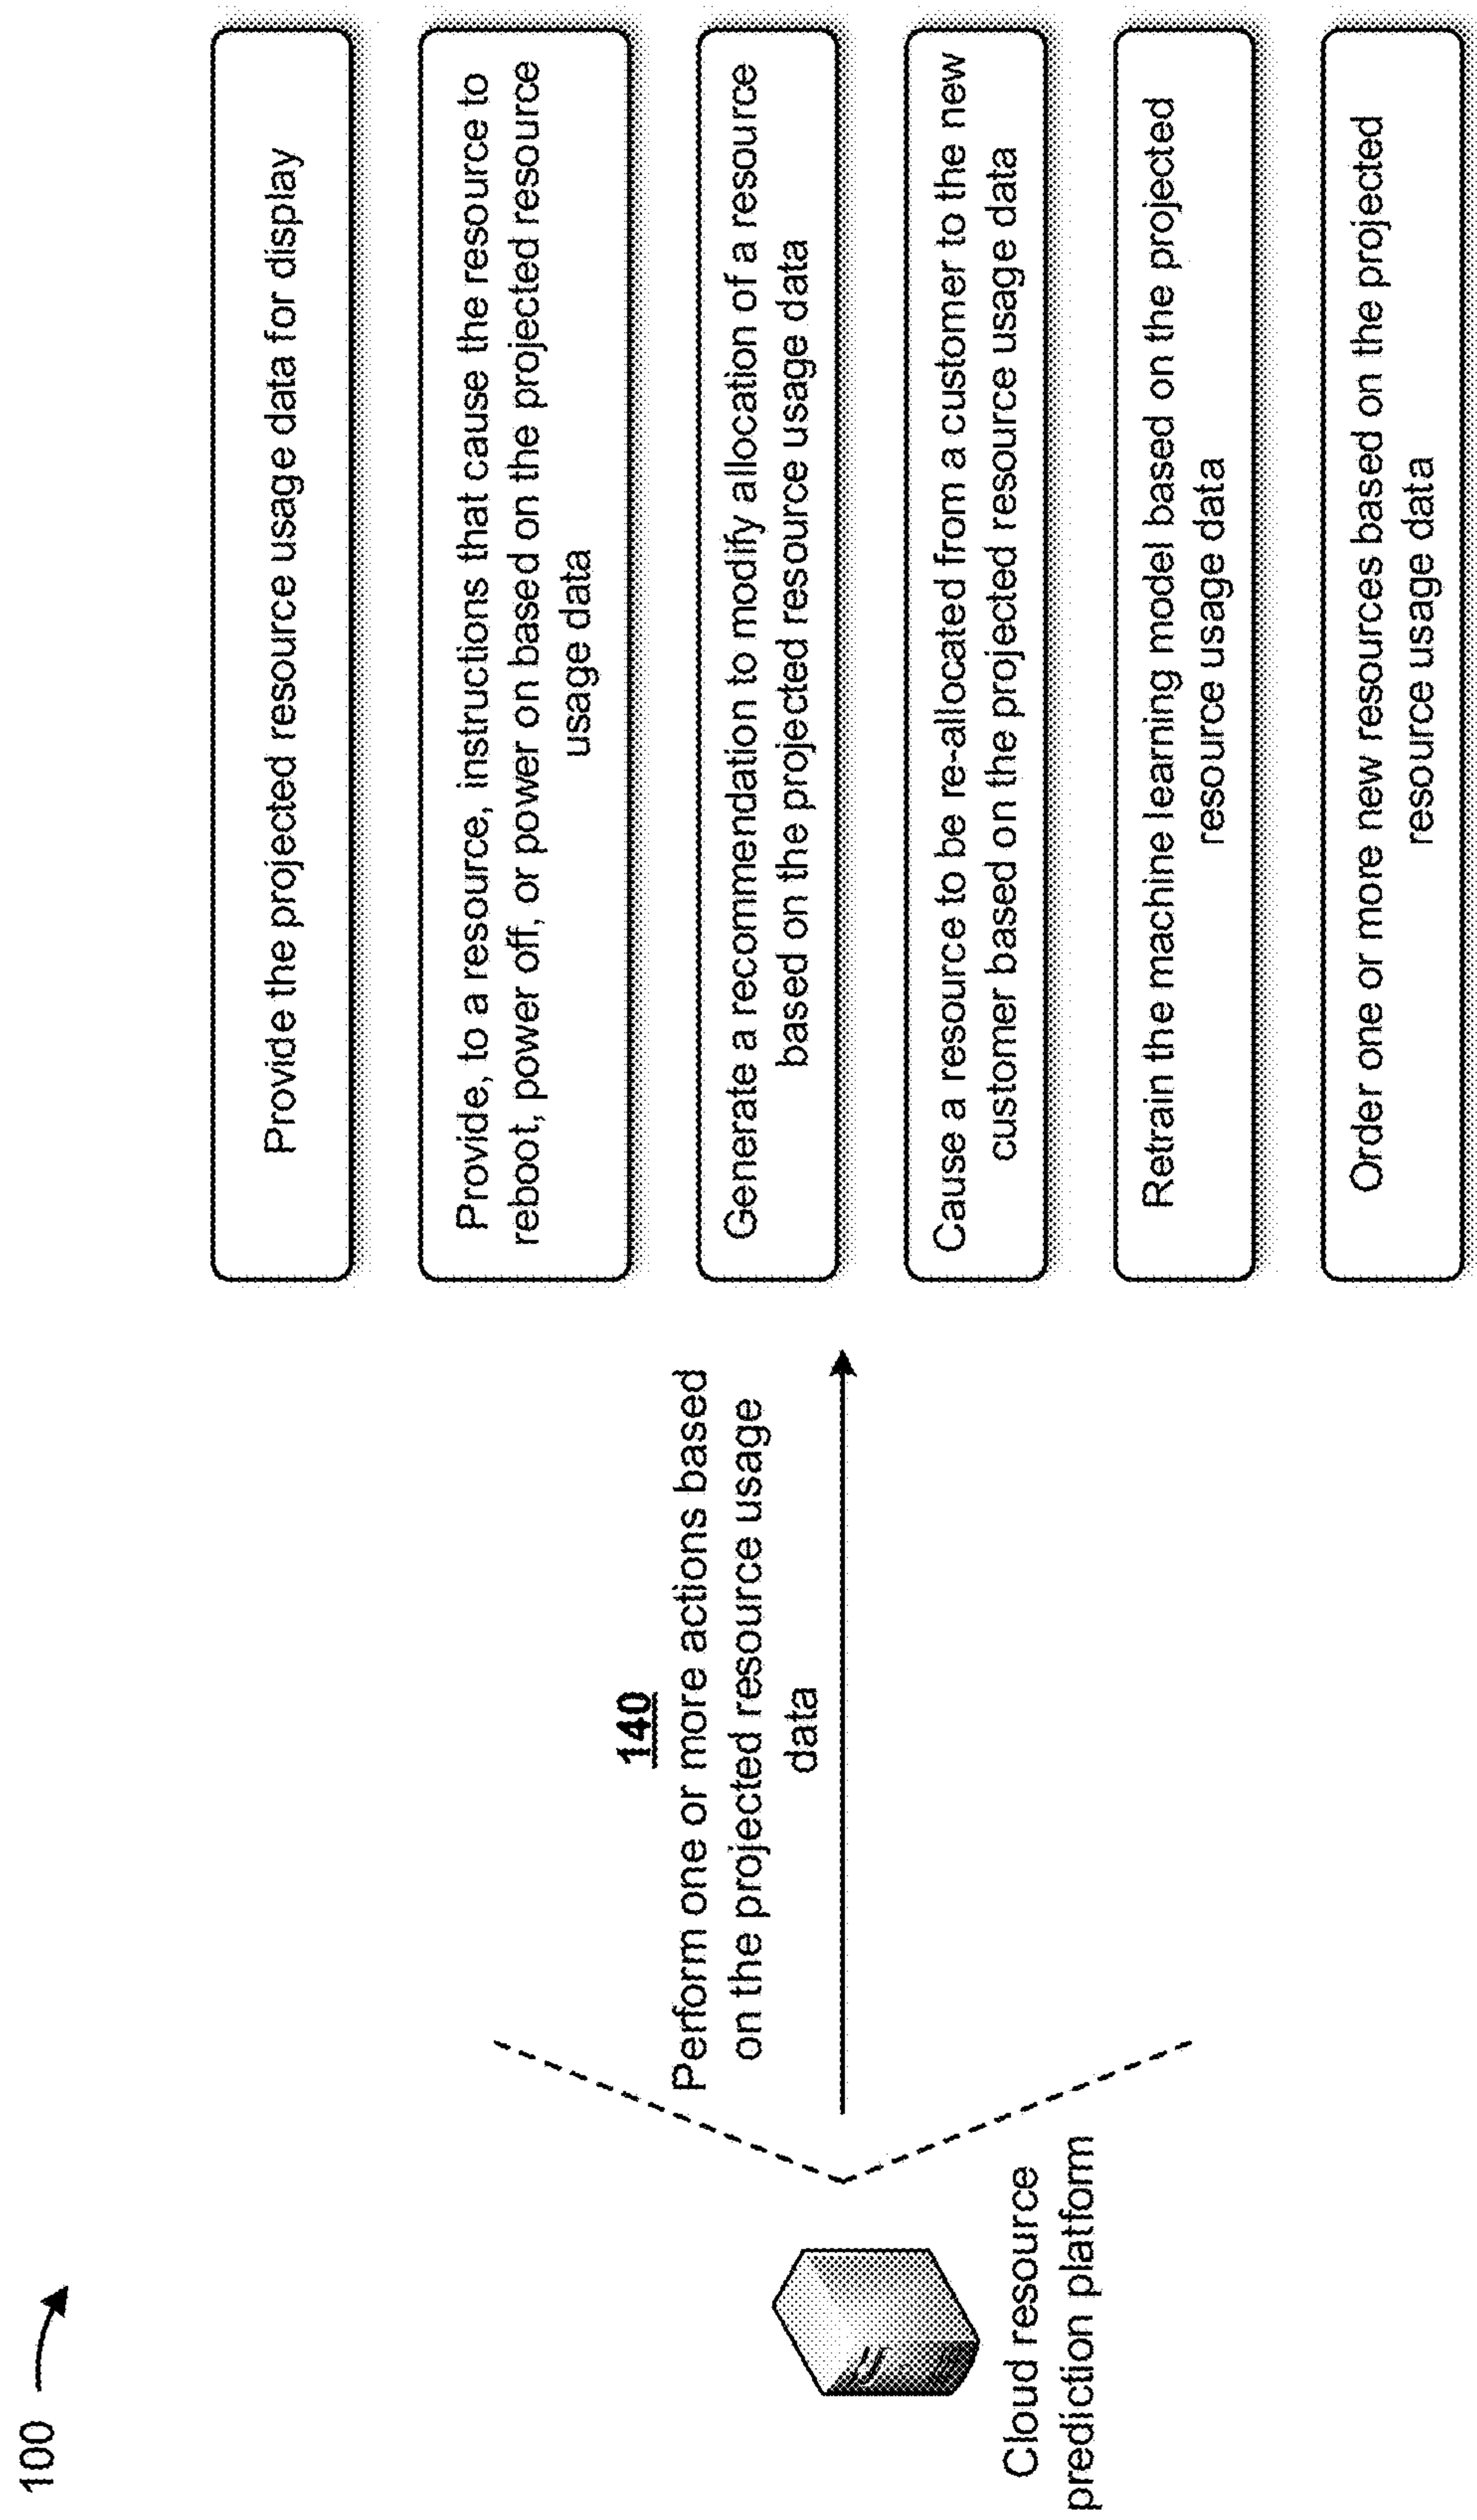 100
140
Perform one or more actions based
on the projected resource usage
data
Cloud resource
prediction platform
Provide the projected resource usage data for display
Provide, to a resource, instructions that cause the resource to
reboot, power off, or power on based on the projected resource
usage data
Generate a recommendation to modify allocation of a resource
based on the projected resource usage data
Cause a resource to be re-allocated from a customer to the new
customer based on the projected resource usage data
Retrain the machine learning model based on the projected
resource usage data
Order one or more new resources based on the projected
resource usage data